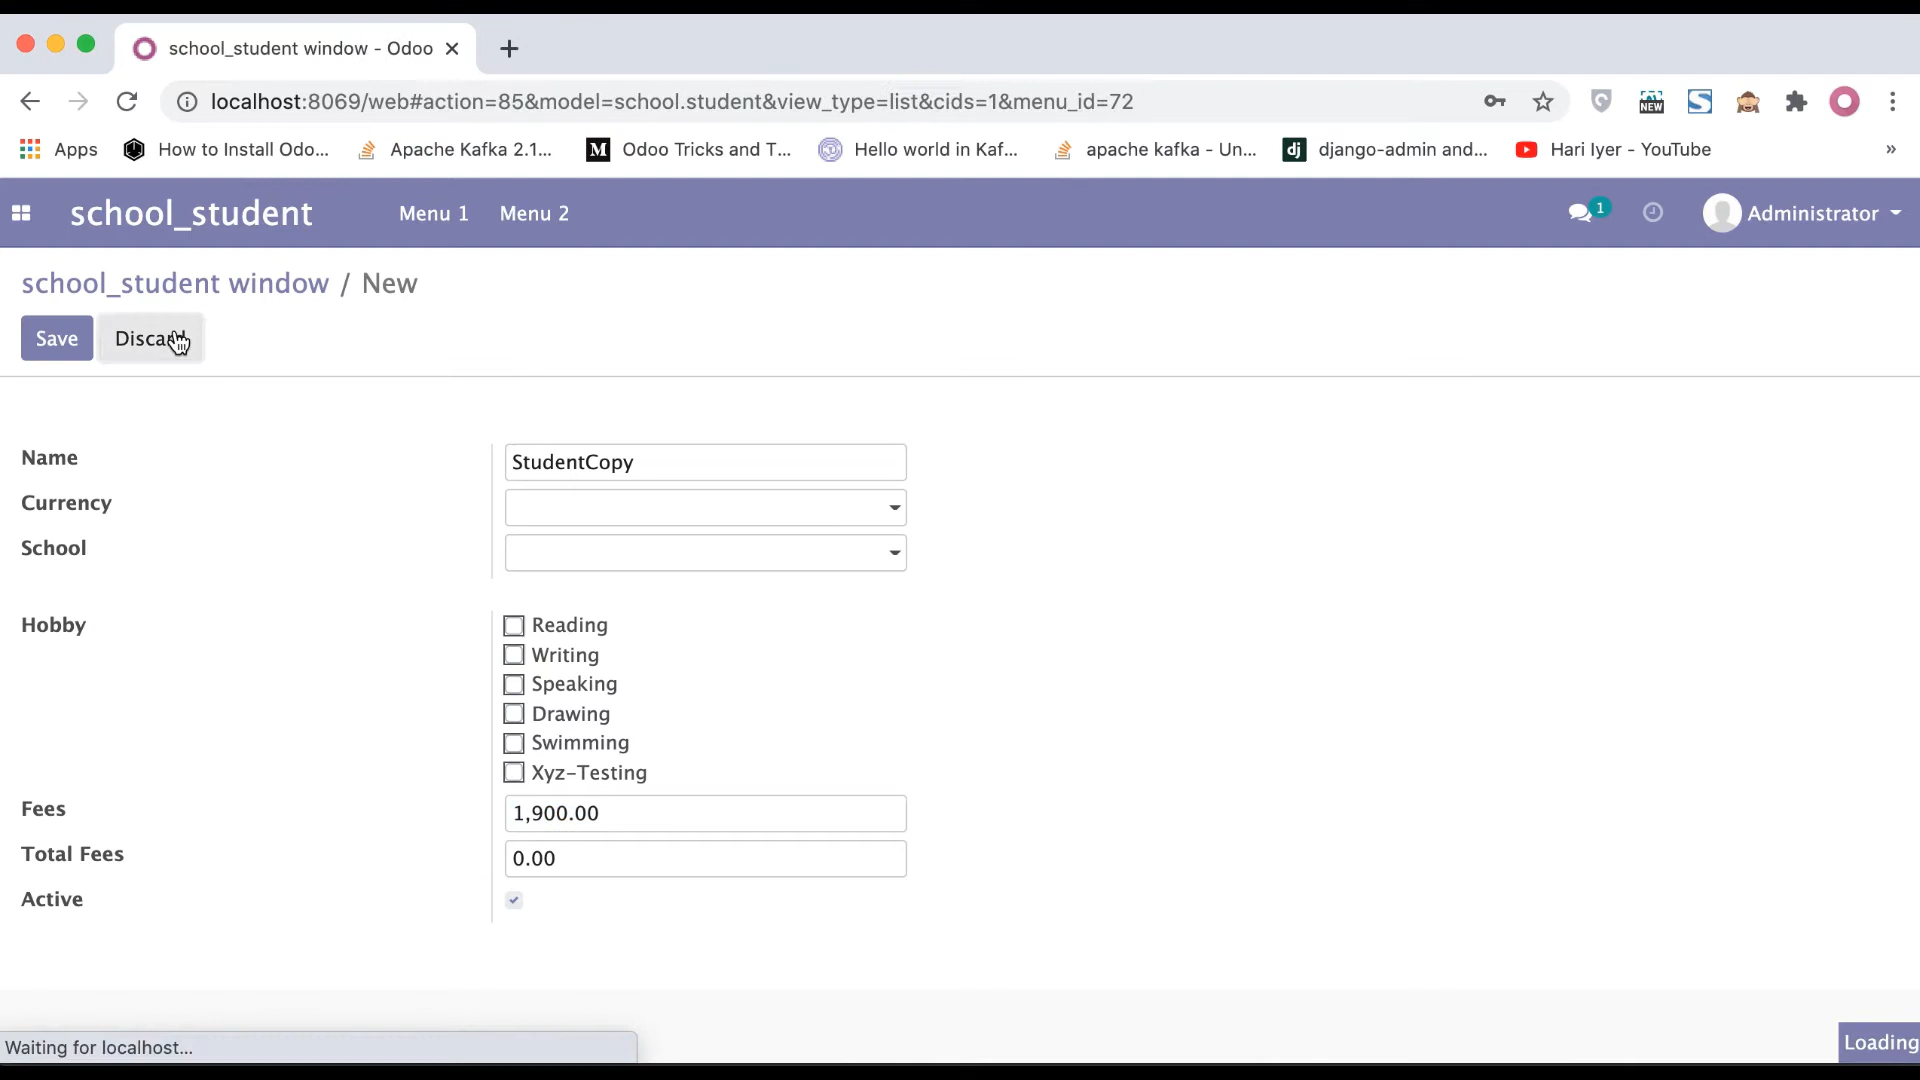 school_student window - Odoo
localhost:8069/web#action=85&model=school.student&view_type=list&cids=1&menu_id=72
NEW
Apps How to Install Odo... Apache Kafka 2.1... M Odoo Tricks and T... Hello world in Kaf... apache kafka - Un... dj django-admin and... Hari Iyer - YouTube »
school_student Menu 1 Menu 2 1 Administrator
school_student window / New
Save Discard
Name StudentCopy
Currency
School
Hobby Reading
Writing
Speaking
Drawing
Swimming
Xyz-Testing
Fees 1,900.00
Total Fees 0.00
Active
Waiting for localhost... Loading